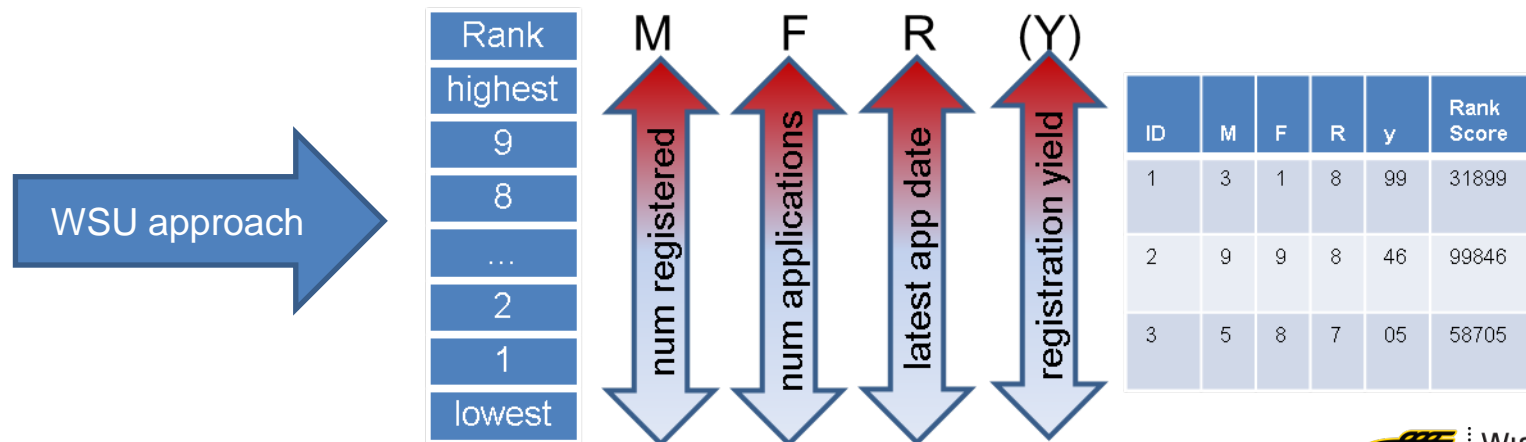 WSU approach
Rank
highest
9
8
...
2
1
lowest
M F R (Y)
num registered
num applications
latest app date
registration yield
ID M F R y Rank Score
1 3 1 8 99 31899
2 9 9 8 46 99846
3 5 8 7 05 58705